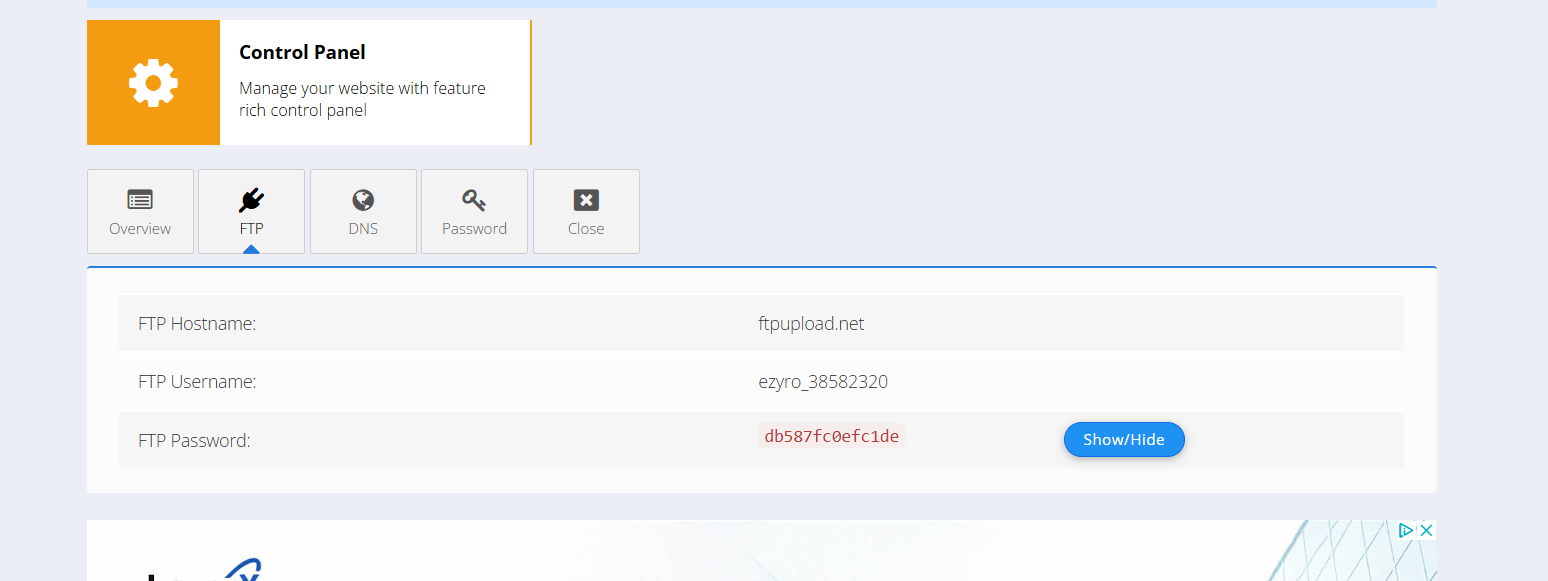 Control Panel
Manage your website with feature
rich control panel
Overview
FTP
DNS
Password
Close
FTP Hostname:
ftpupload.net
FTP Username:
ezyro_38582320
FTP Password:
db587fc0efc1de
Show/Hide